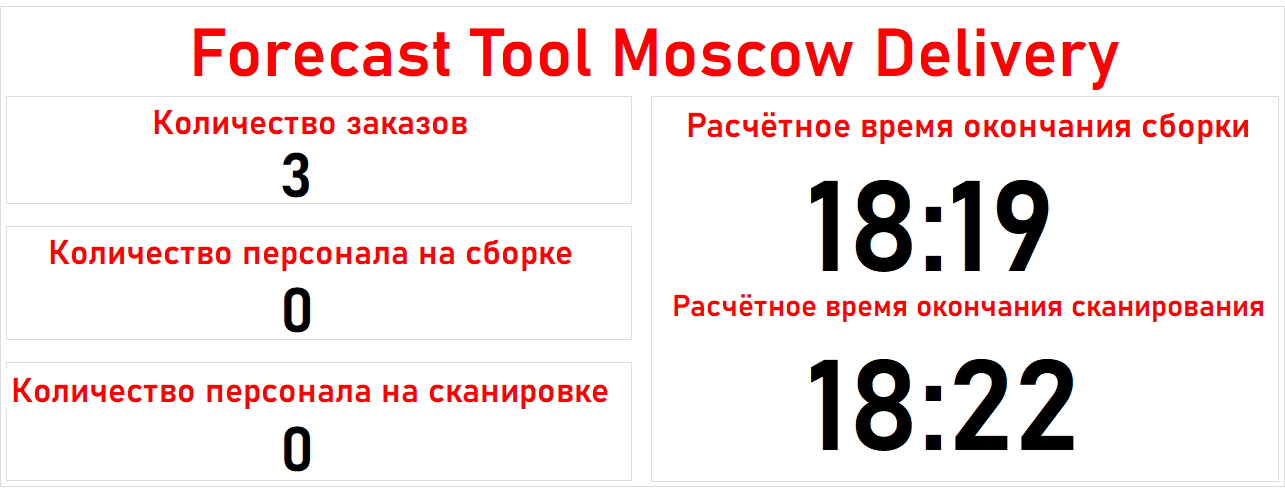 Forecast Tool Moscow Delivery
Количество заказов
3
Количество персонала на сборке
0
Количество персонала на сканировке
0
Расчётное время окончания сборки
18:19
Расчётное время окончания сканирования
18:22